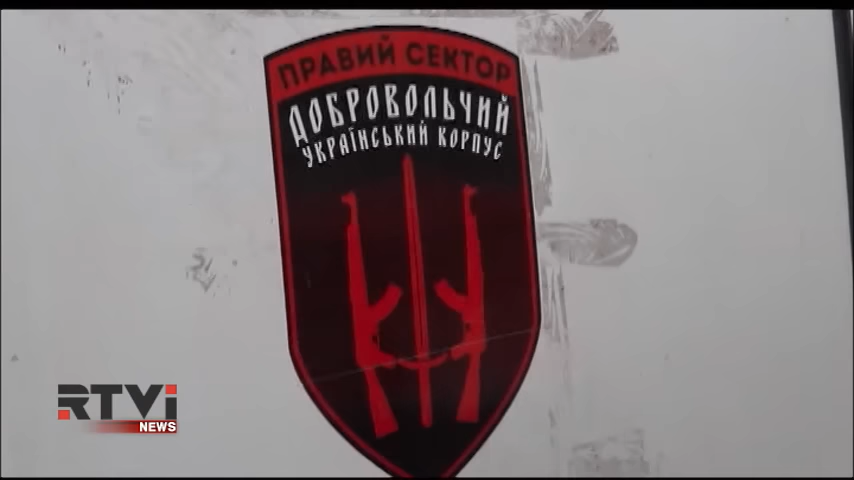 ПРАВИЙ СЕКТОР
ДОБРОВОЛЬЧИЙ
УКРАЇНСЬКИЙ КОРПУС
RTVi
NEWS